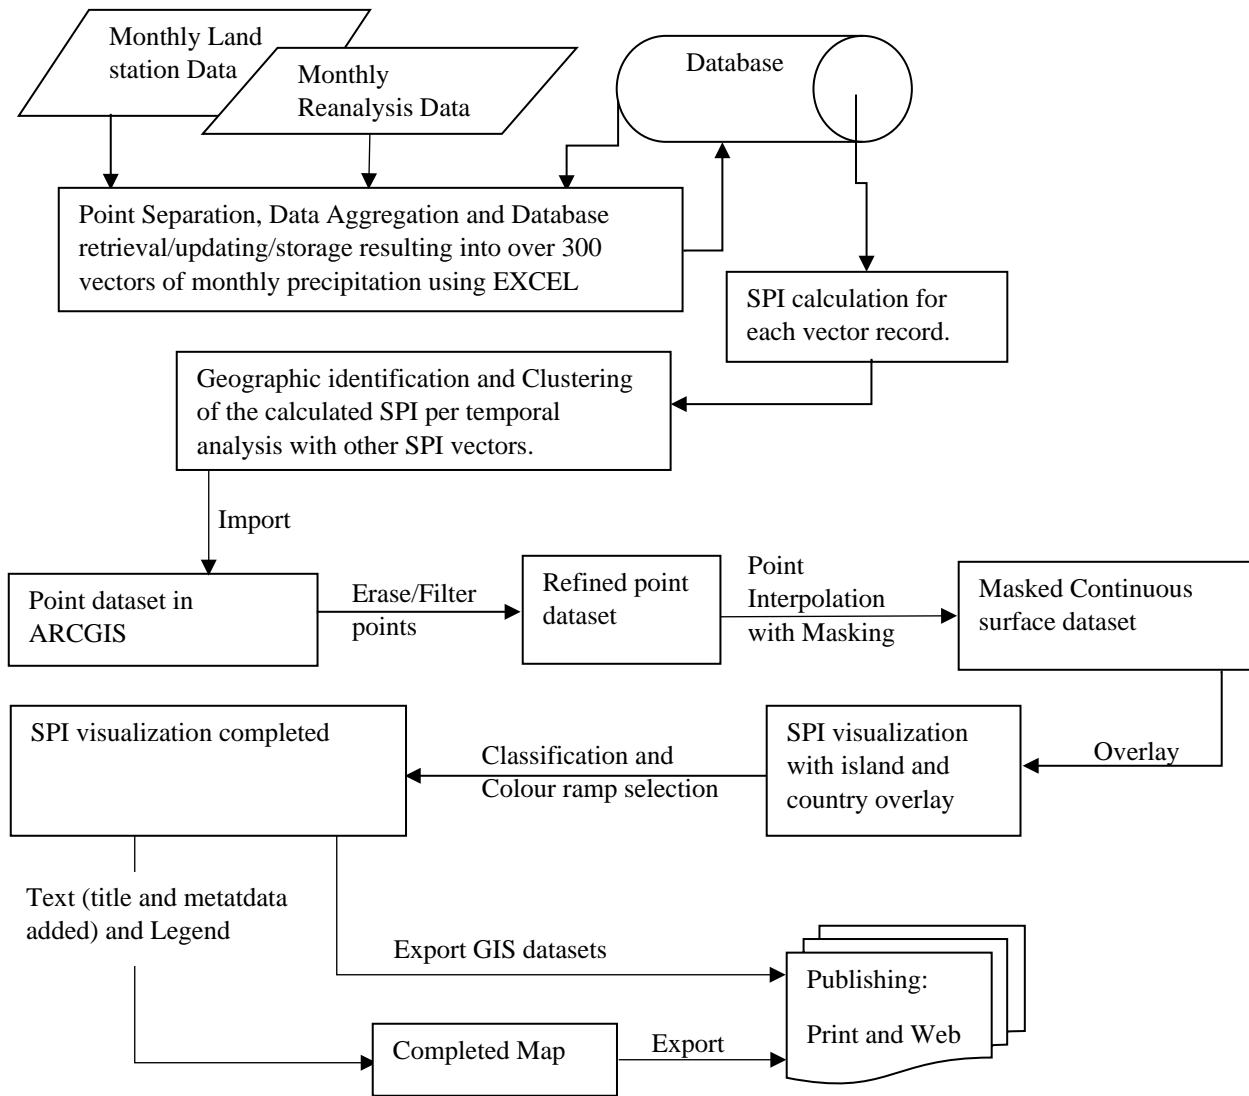 Monthly Land
station Data
Monthly
Reanalysis Data
Database
Point Separation, Data Aggregation and Database
retrieval/updating/storage resulting into over 300
vectors of monthly precipitation using EXCEL
SPI calculation for
each vector record.
Geographic identification and Clustering
of the calculated SPI per temporal
analysis with other SPI vectors.
Import
Point dataset in
ARCGIS
Erase/Filter
points
Refined point
dataset
Point
Interpolation
with Masking
Masked Continuous
surface dataset
Overlay
SPI visualization
with island and
country overlay
Classification and
Colour ramp selection
SPI visualization completed
Text (title and metatdata
added) and Legend
Export GIS datasets
Completed Map
Export
Publishing:
Print and Web